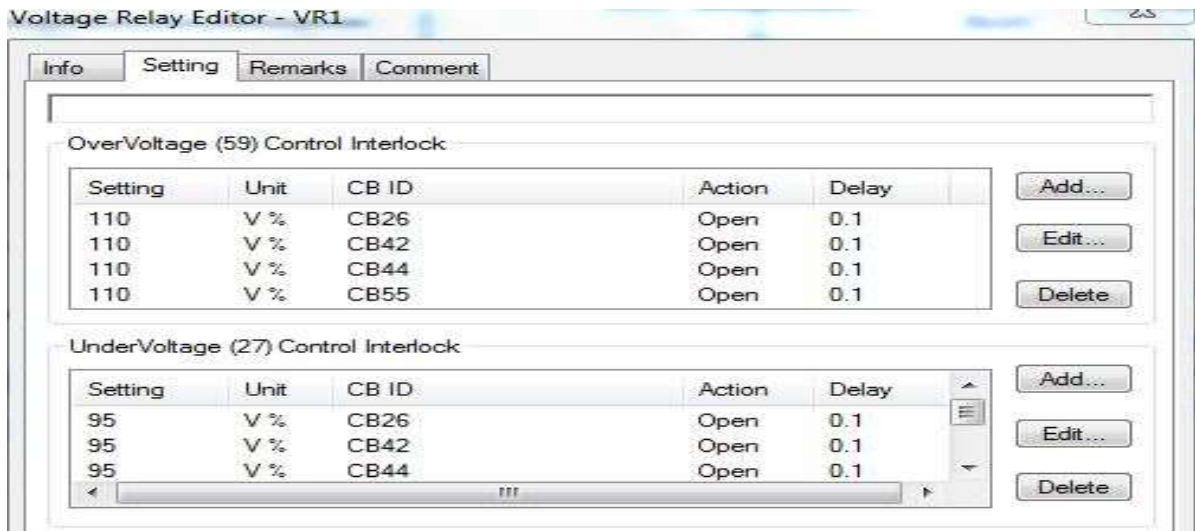 Voltage Relay Editor - VR1
Info Setting Remarks Comment
OverVoltage (59) Control Interlock
Setting Unit CB ID Action Delay
110 V % CB26 Open 0.1
110 V % CB42 Open 0.1
110 V % CB44 Open 0.1
110 V % CB55 Open 0.1
Add...
Edit...
Delete
UnderVoltage (27) Control Interlock
Setting Unit CB ID Action Delay
95 V % CB26 Open 0.1
95 V % CB42 Open 0.1
95 V % CB44 Open 0.1
Add...
Edit...
Delete